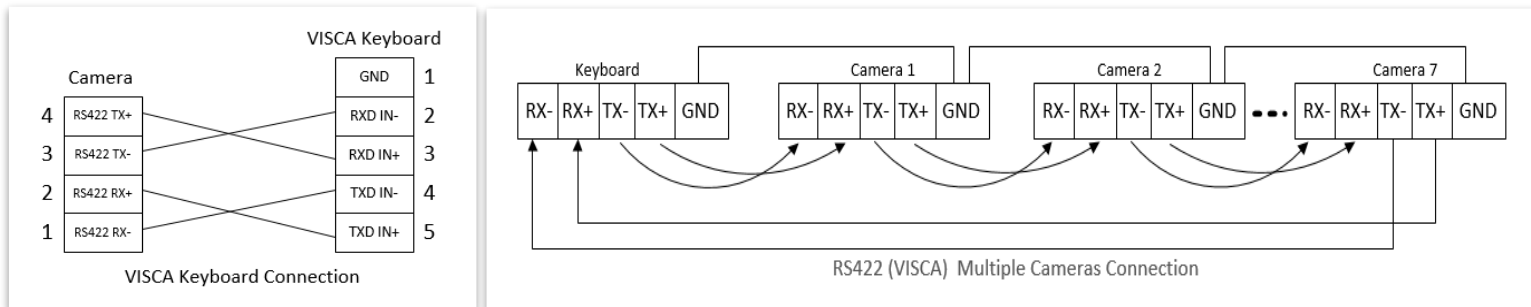 VISCA Keyboard
Camera
GND 1
4 RS422 TX+ RXD IN- 2
3 RS422 TX- RXD IN+ 3
2 RS422 RX+ TXD IN- 4
1 RS422 RX- TXD IN+ 5
VISCA Keyboard Connection
Keyboard Camera 1 Camera 2 Camera 7
RX- RX+ TX- TX+ GND RX- RX+ TX- TX+ GND RX- RX+ TX- TX+ GND RX- RX+ TX- TX+ GND
RS422 (VISCA) Multiple Cameras Connection